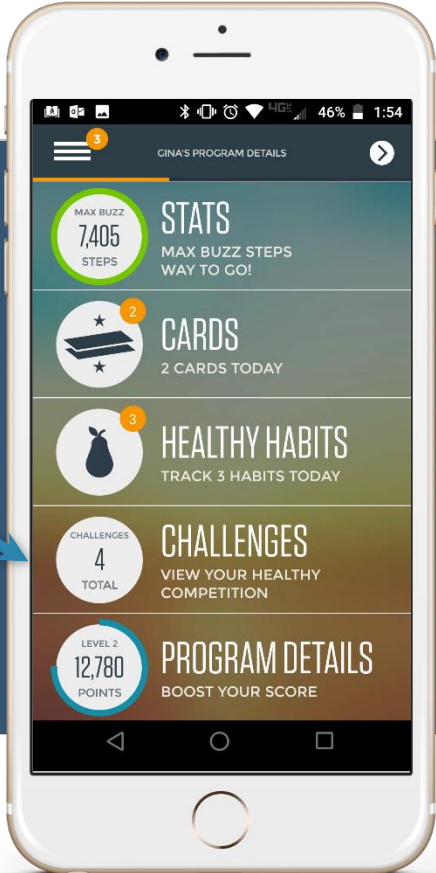 4G 46% 1:54
3
GINA'S PROGRAM DETAILS
MAX BUZZ
7,405
STEPS
STATS
MAX BUZZ STEPS
WAY TO GO!
2
CARDS
2 CARDS TODAY
3
HEALTHY HABITS
TRACK 3 HABITS TODAY
CHALLENGES
4
TOTAL
CHALLENGES
VIEW YOUR HEALTHY
COMPETITION
LEVEL 2
12,780
POINTS
PROGRAM DETAILS
BOOST YOUR SCORE